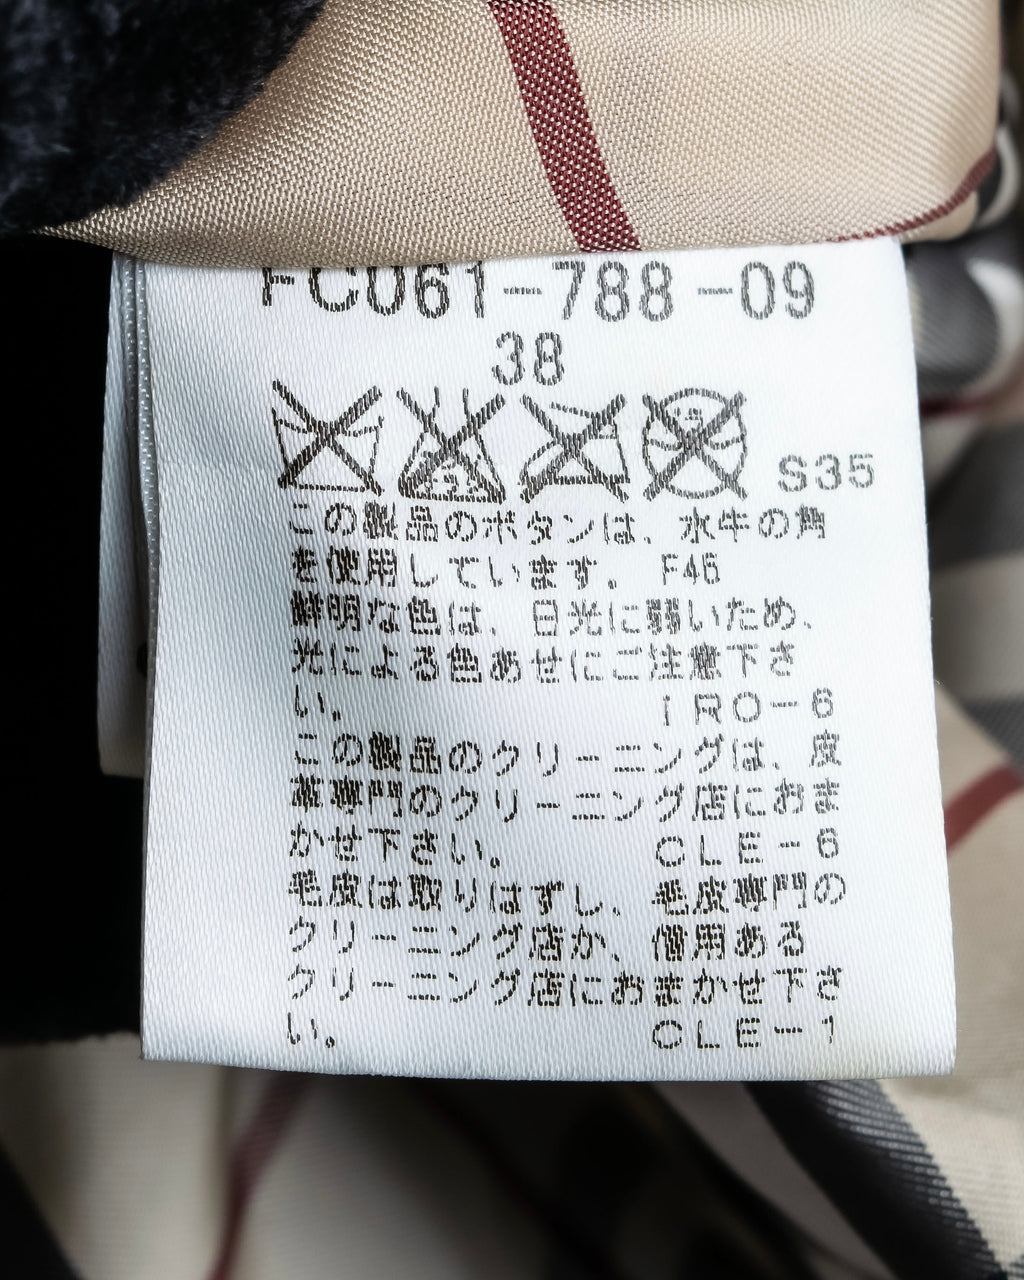 FC061-788-09
38
S35
この製品のボタンは、水牛の角
を使用しています。 F46
鮮明な色は、日光に弱いため、
光による色あせにご注意下さ
い。 IRO-6
この製品のクリーニングは、皮
革専門のクリーニング店におま
かせ下さい。 CLE-6
毛皮は取りはずし、毛皮専門の
クリーニング店か、信用ある
クリーニング店におまかせ下さ
い。 CLE-1